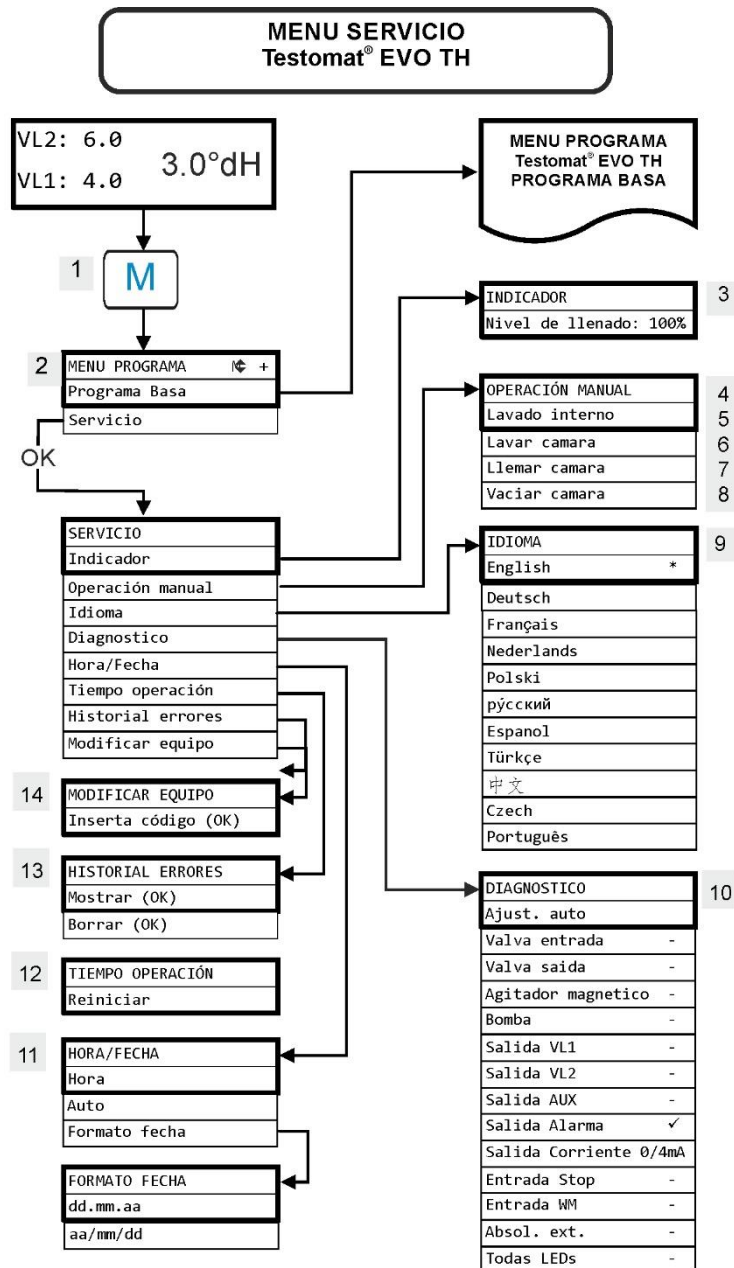 MENU SERVICIO
Testomat® EVO TH
VL2: 6.0
VL1: 4.0
3.0°dH
MENU PROGRAMA
Testomat® EVO TH
PROGRAMA BASA
1
M
INDICADOR
Nivel de llenado: 100%
3
2
MENU PROGRAMA +
Programa Basa
Servicio
OK
OPERACIÓN MANUAL
Lavado interno
Lavar camara
Llemar camara
Vaciar camara
4
5
6
7
8
SERVICIO
Indicador
Operación manual
Idioma
Diagnostico
Hora/Fecha
Tiempo operación
Historial errores
Modificar equipo
IDIOMA
English *
Deutsch
Français
Nederlands
Polski
ру́сский
Espanol
Türkçe
中文
Czech
Português
9
14
MODIFICAR EQUIPO
Inserta código (OK)
13
HISTORIAL ERRORES
Mostrar (OK)
Borrar (OK)
12
TIEMPO OPERACIÓN
Reiniciar
11
HORA/FECHA
Hora
Auto
Formato fecha
FORMATO FECHA
dd.mm.aa
aa/mm/dd
DIAGNOSTICO
Ajust. auto
Valva entrada -
Valva saida -
Agitador magnetico -
Bomba -
Salida VL1 -
Salida VL2 -
Salida AUX -
Salida Alarma ✓
Salida Corriente 0/4mA
Entrada Stop -
Entrada WM -
Absol. ext. -
Todas LEDs -
10